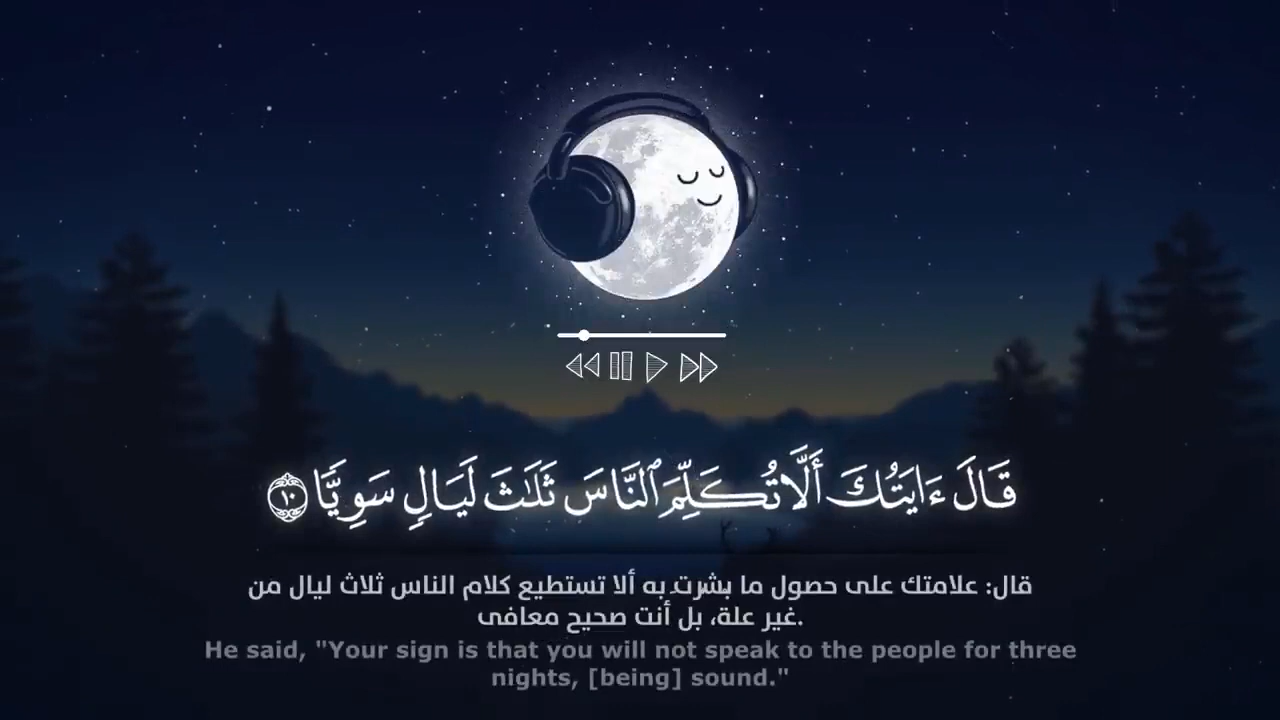 قَالَ ءَايَتُكَ أَلَّا تُكَلِّمَ ٱلنَّاسَ ثَلَٰثَ لَيَالٍ سَوِيًّا ١٠
قال: علامتك على حصول ما بشرت به ألا تستطيع كلام الناس ثلاث ليال من
غير علة، بل أنت صحيح معافى.
He said, "Your sign is that you will not speak to the people for three
nights, [being] sound."